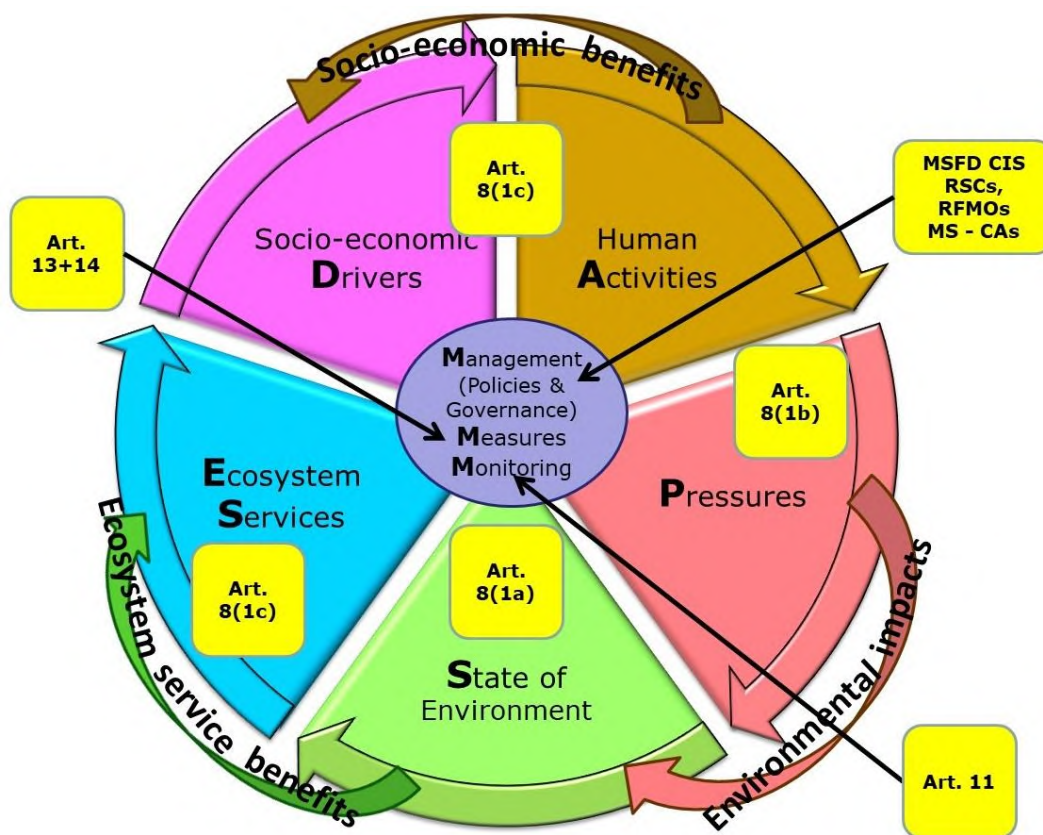 Socio-economic benefits
Art.
8(1c)
MSFD CIS
RSCs,
RFMOs
MS - CAs
Art.
13+14
Socio-economic
Drivers
Human
Activities
Management
(Policies &
Governance)
Measures
Monitoring
Art.
8(1b)
Ecosystem
Services
Pressures
Art.
8(1c)
Art.
8(1a)
State of
Environment
Ecosystem service benefits
Environmental impacts
Art. 11